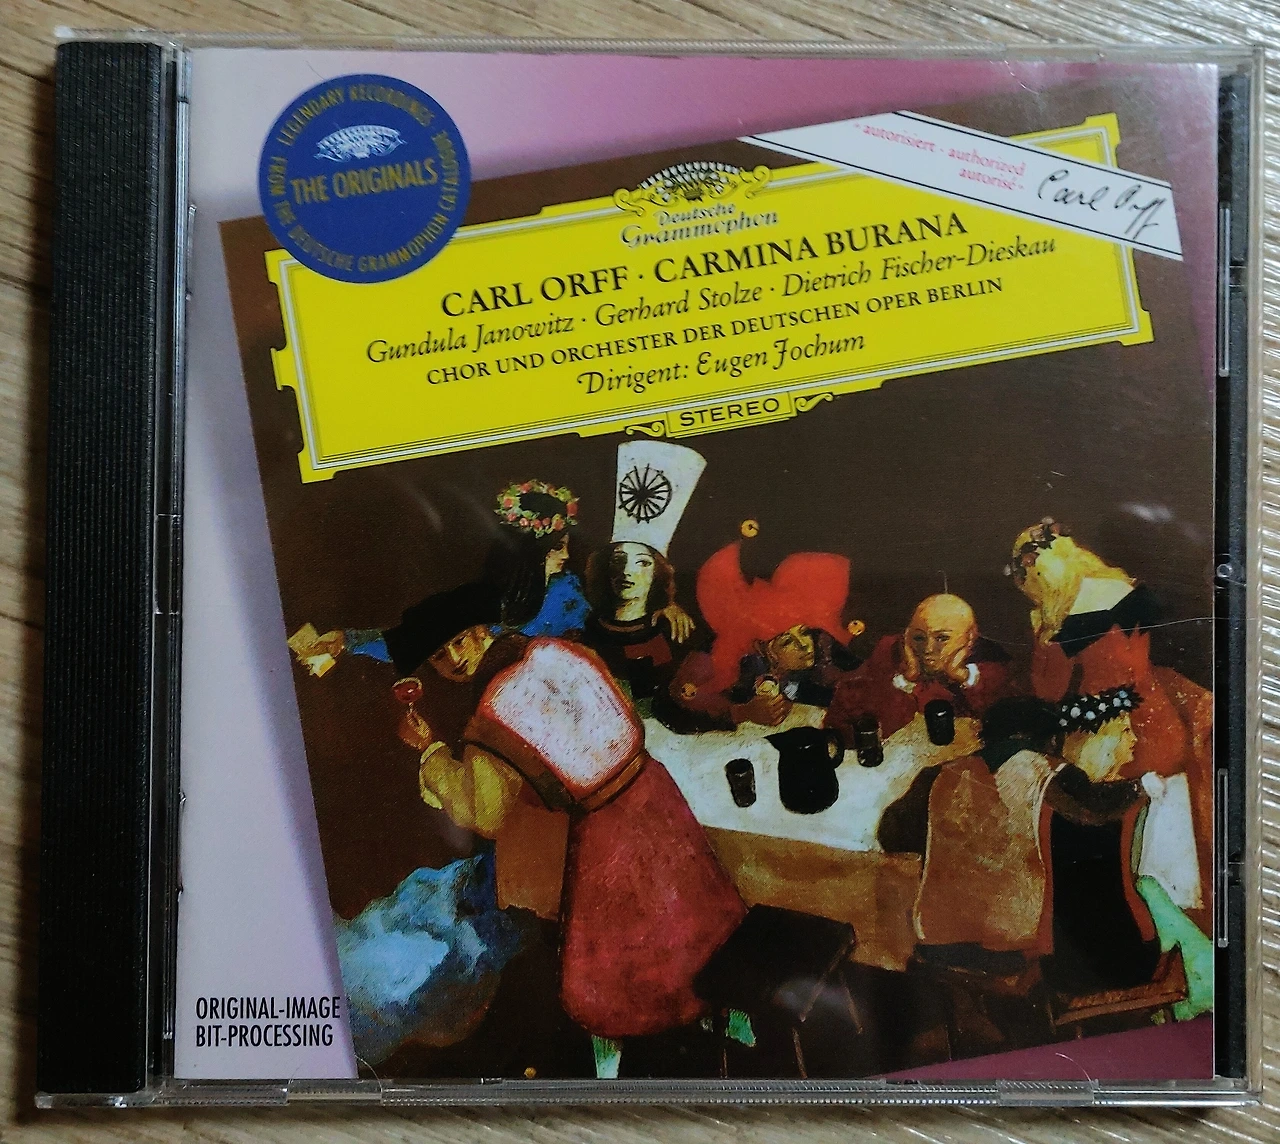 LEGENDARY RECORDINGS
FROM THE DEUTSCHE GRAMMOPHON CATALOGUE
THE ORIGINALS
"autorisiert · authorized
autorisé"
Carl Orff
Deutsche
Grammophon
CARL ORFF · CARMINA BURANA
Gundula Janowitz · Gerhard Stolze · Dietrich Fischer-Dieskau
CHOR UND ORCHESTER DER DEUTSCHEN OPER BERLIN
Dirigent: Eugen Jochum
STEREO
ORIGINAL-IMAGE
BIT-PROCESSING